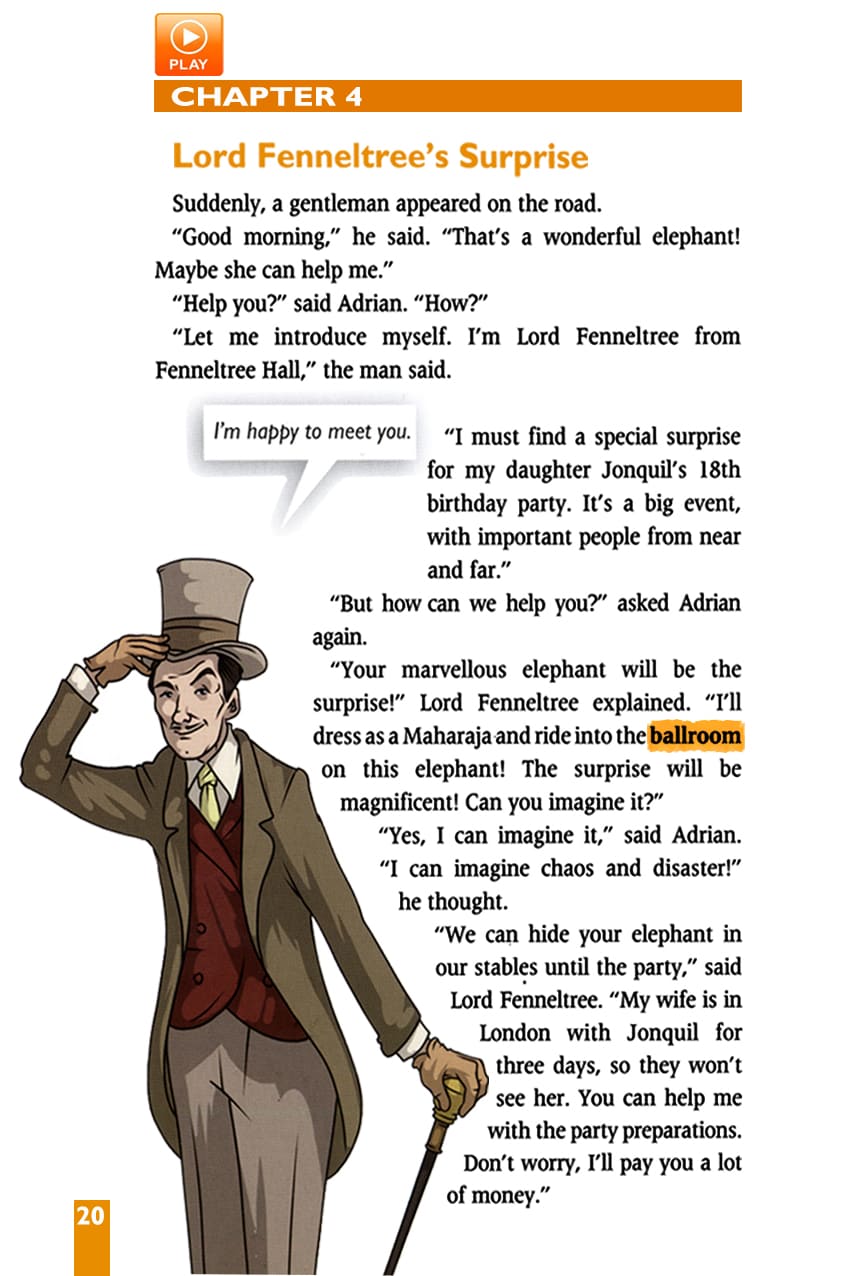 PLAY
CHAPTER 4
Lord Fenneltree's Surprise
Suddenly, a gentleman appeared on the road.
“Good morning,” he said. “That's a wonderful elephant!
Maybe she can help me.”
“Help you?” said Adrian. “How?”
“Let me introduce myself. I'm Lord Fenneltree from
Fenneltree Hall,” the man said.
I'm happy to meet you.
“I must find a special surprise
for my daughter Jonquil's 18th
birthday party. It's a big event,
with important people from near
and far.”
“But how can we help you?” asked Adrian
again.
“Your marvellous elephant will be the
surprise!” Lord Fenneltree explained. “I'll
dress as a Maharaja and ride into the ballroom
on this elephant! The surprise will be
magnificent! Can you imagine it?”
“Yes, I can imagine it,” said Adrian.
“I can imagine chaos and disaster!”
he thought.
“We can hide your elephant in
our stables until the party,” said
Lord Fenneltree. “My wife is in
London with Jonquil for
three days, so they won't
see her. You can help me
with the party preparations.
Don't worry, I'll pay you a lot
of money.”
20